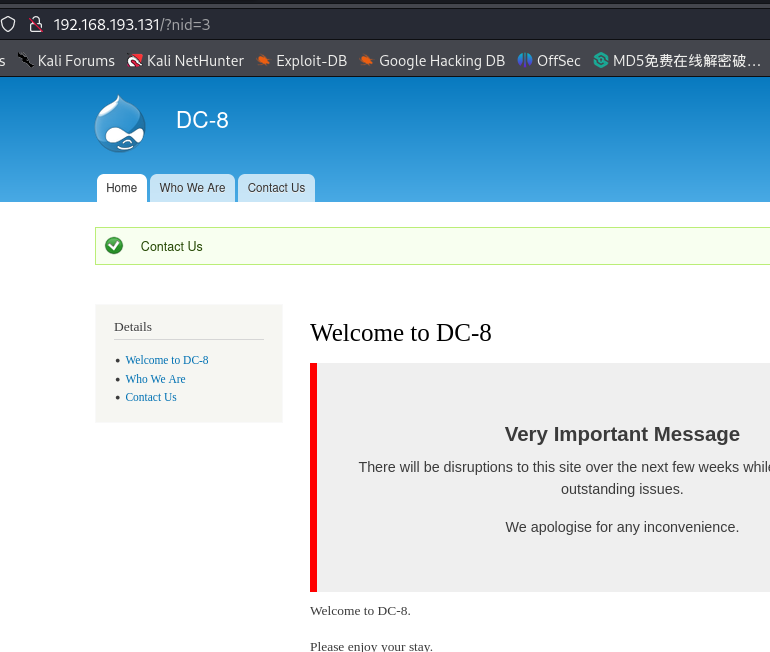 192.168.193.131/?nid=3
s Kali Forums Kali NetHunter Exploit-DB Google Hacking DB OffSec MD5免费在线解密破…
DC-8
Home Who We Are Contact Us
Contact Us
Details
Welcome to DC-8
Who We Are
Contact Us
Welcome to DC-8
Very Important Message
There will be disruptions to this site over the next few weeks while
outstanding issues.
We apologise for any inconvenience.
Welcome to DC-8.
Please enjoy your stay.